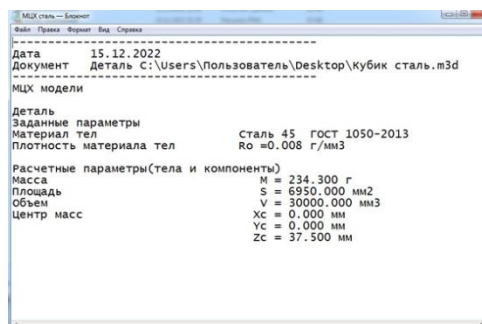 МЦХ сталь — Блокнот
Файл Правка Формат Вид Справка
Дата 15.12.2022
Документ Деталь C:\Users\Пользователь\Desktop\Кубик сталь.m3d
МЦХ модели
Деталь
Заданные параметры
Материал тел Сталь 45 ГОСТ 1050-2013
Плотность материала тел Ro =0.008 г/мм3
Расчетные параметры(тела и компоненты)
Масса M = 234.300 г
Площадь S = 6950.000 мм2
Объем V = 30000.000 мм3
Центр масс Xc = 0.000 мм
Yc = 0.000 мм
Zc = 37.500 мм